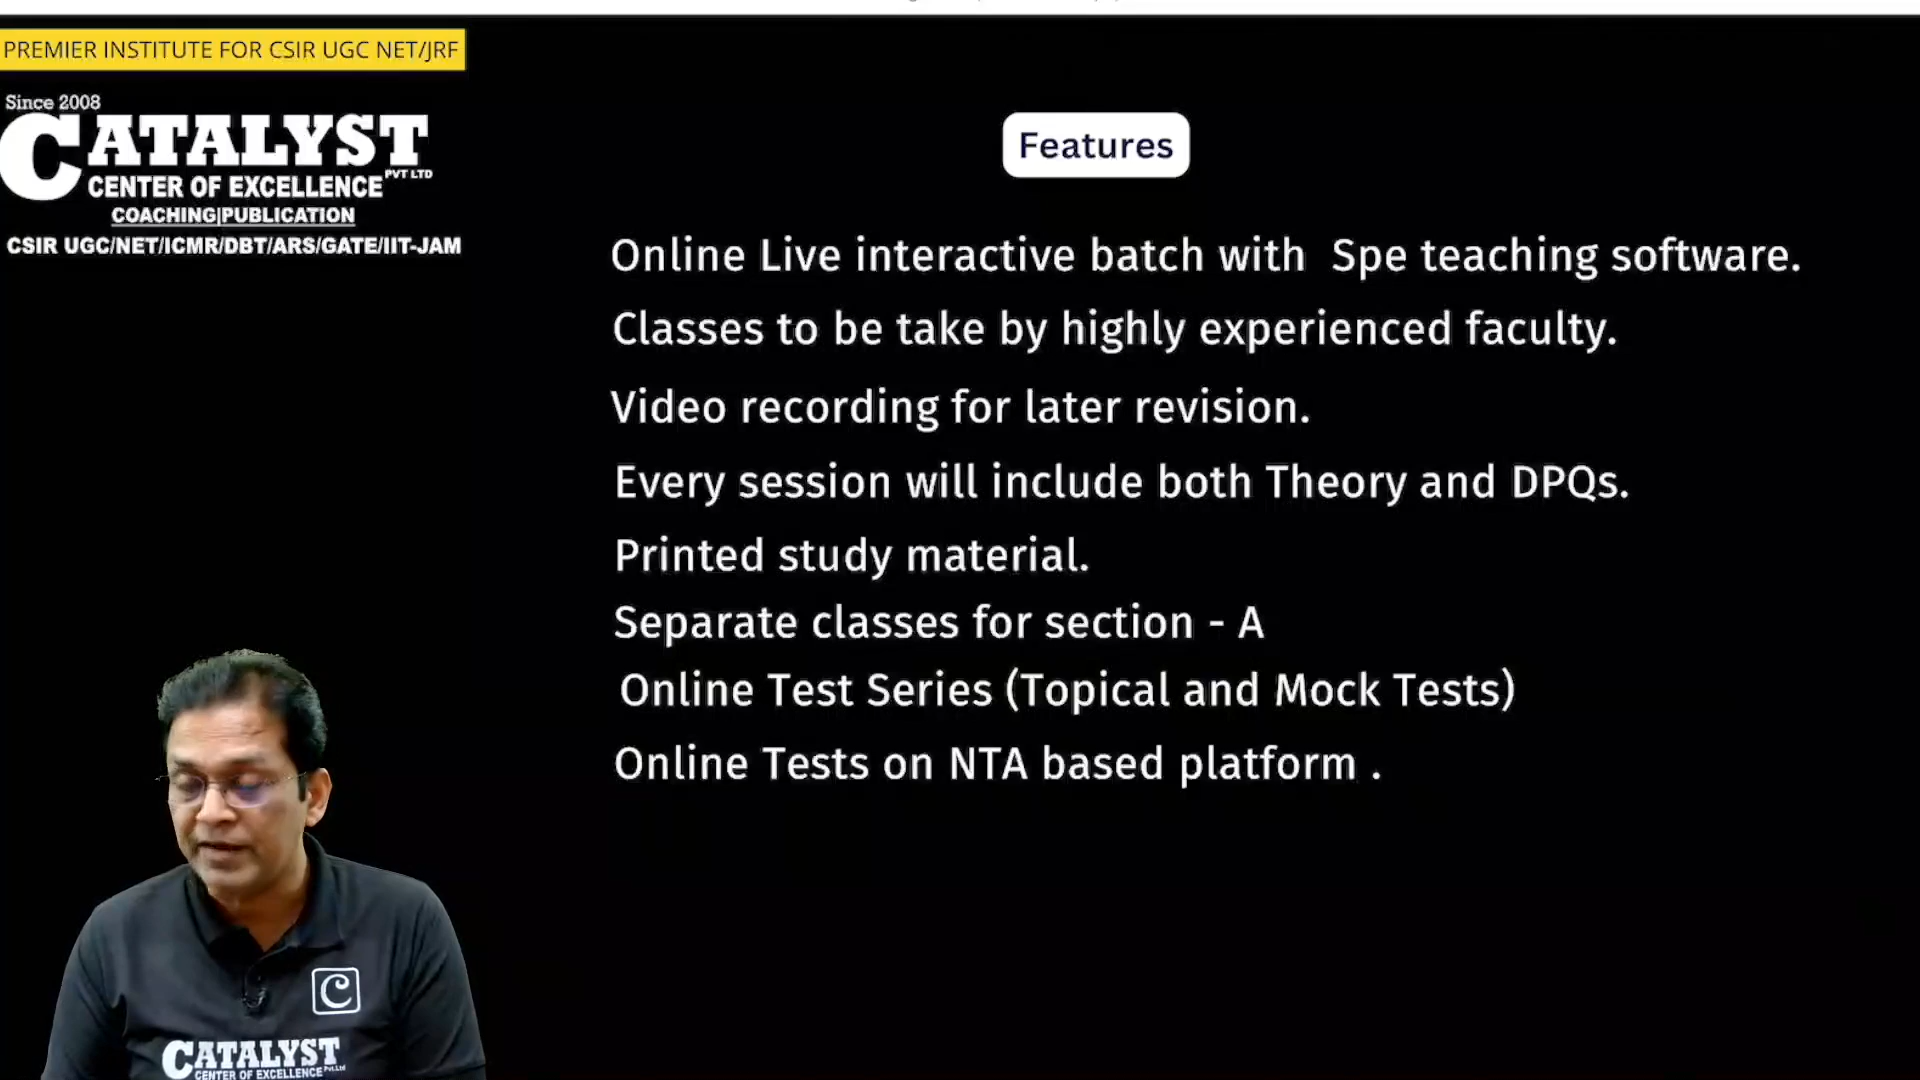 PREMIER INSTITUTE FOR CSIR UGC NET/JRF
Since 2008
CATALYST
PVT LTD
CENTER OF EXCELLENCE
COACHING|PUBLICATION
CSIR UGC/NET/ICMR/DBT/ARS/GATE/IIT-JAM
Features
Online Live interactive batch with Spe teaching software.
Classes to be take by highly experienced faculty.
Video recording for later revision.
Every session will include both Theory and DPQs.
Printed study material.
Separate classes for section - A
Online Test Series (Topical and Mock Tests)
Online Tests on NTA based platform .
C
CATALYST
CENTER OF EXCELLENCE Pvt.Ltd